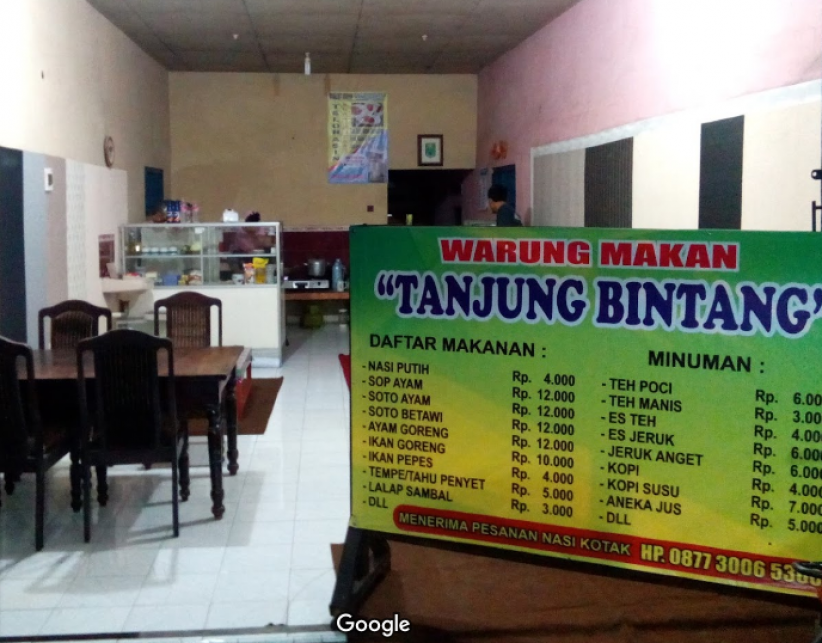 WARUNG MAKAN
"TANJUNG BINTANG"
DAFTAR MAKANAN :
- NASI PUTIH Rp. 4.000
- SOP AYAM Rp. 12.000
- SOTO AYAM Rp. 12.000
- SOTO BETAWI Rp. 12.000
- AYAM GORENG Rp. 12.000
- IKAN GORENG Rp. 10.000
- IKAN PEPES Rp. 4.000
- TEMPE/TAHU PENYET Rp. 5.000
- LALAP SAMBAL Rp. 3.000
- DLL
MINUMAN :
- TEH POCI Rp. 6.000
- TEH MANIS Rp. 3.000
- ES TEH Rp. 4.000
- ES JERUK Rp. 6.000
- JERUK ANGET Rp. 6.000
- KOPI Rp. 4.000
- KOPI SUSU Rp. 7.000
- ANEKA JUS Rp. 5.000
- DLL
MENERIMA PESANAN NASI KOTAK HP. 0877 3006
Google